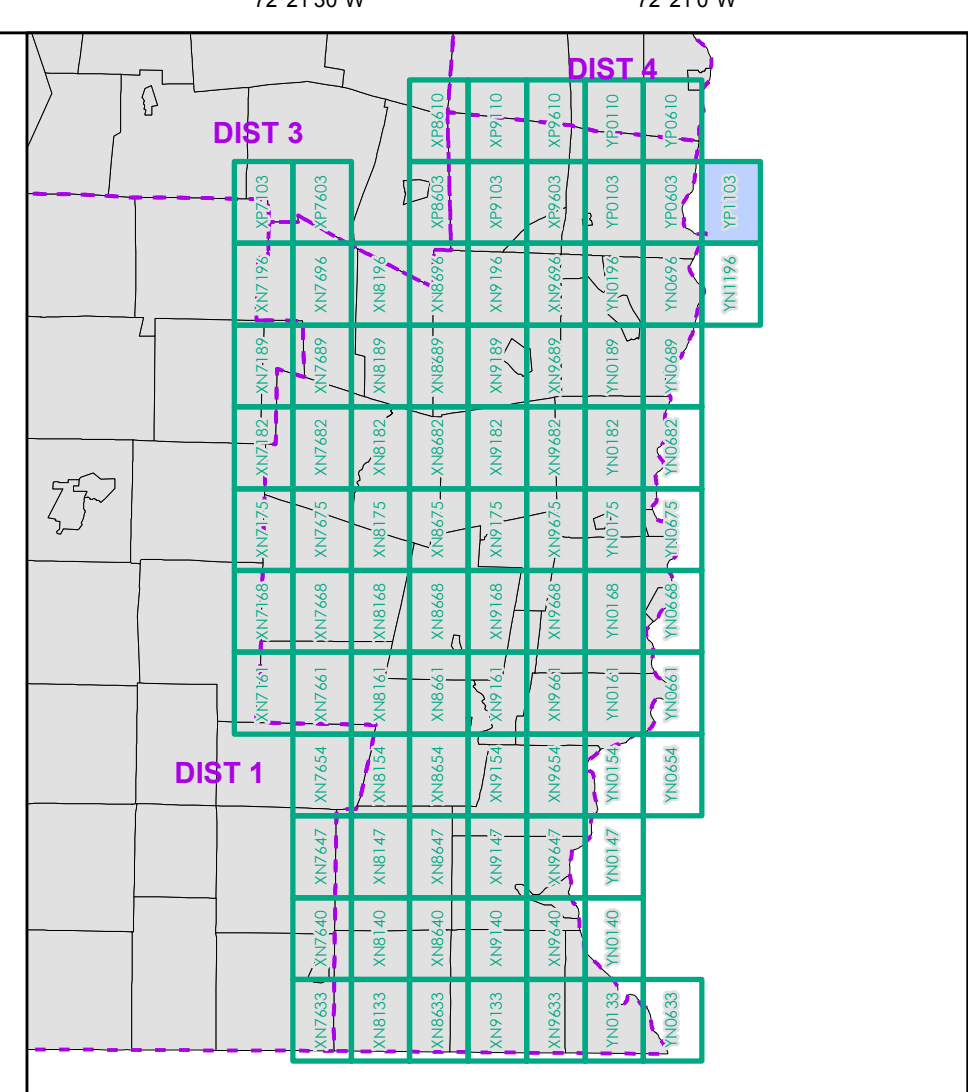 72°21'30"W 72°21'0"W
DIST 4
DIST 3
XP8610 XP9110 XP9610 YP0110 YP0610
XP7103 XP7603 XP8603 XP9103 XP9603 YP0103 YP0603 YP1103
XN7196 XN7696 XN8196 XN8696 XN9196 XN9696 YN0196 YN0696 YN1196
XN7189 XN7689 XN8189 XN8689 XN9189 XN9689 YN0189 YN0689
XN7182 XN7682 XN8182 XN8682 XN9182 XN9682 YN0182 YN0682
XN7175 XN7675 XN8175 XN8675 XN9175 XN9675 YN0175 YN0675
XN7168 XN7668 XN8168 XN8668 XN9168 XN9668 YN0168 YN0668
XN7161 XN7661 XN8161 XN8661 XN9161 XN9661 YN0161 YN0661
DIST 1
XN7654 XN8154 XN8654 XN9154 XN9654 YN0154 YN0654
XN7647 XN8147 XN8647 XN9147 XN9647 YN0147
XN7640 XN8140 XN8640 XN9140 XN9640 YN0140
XN7633 XN8133 XN8633 XN9133 XN9633 YN0133 YN0633